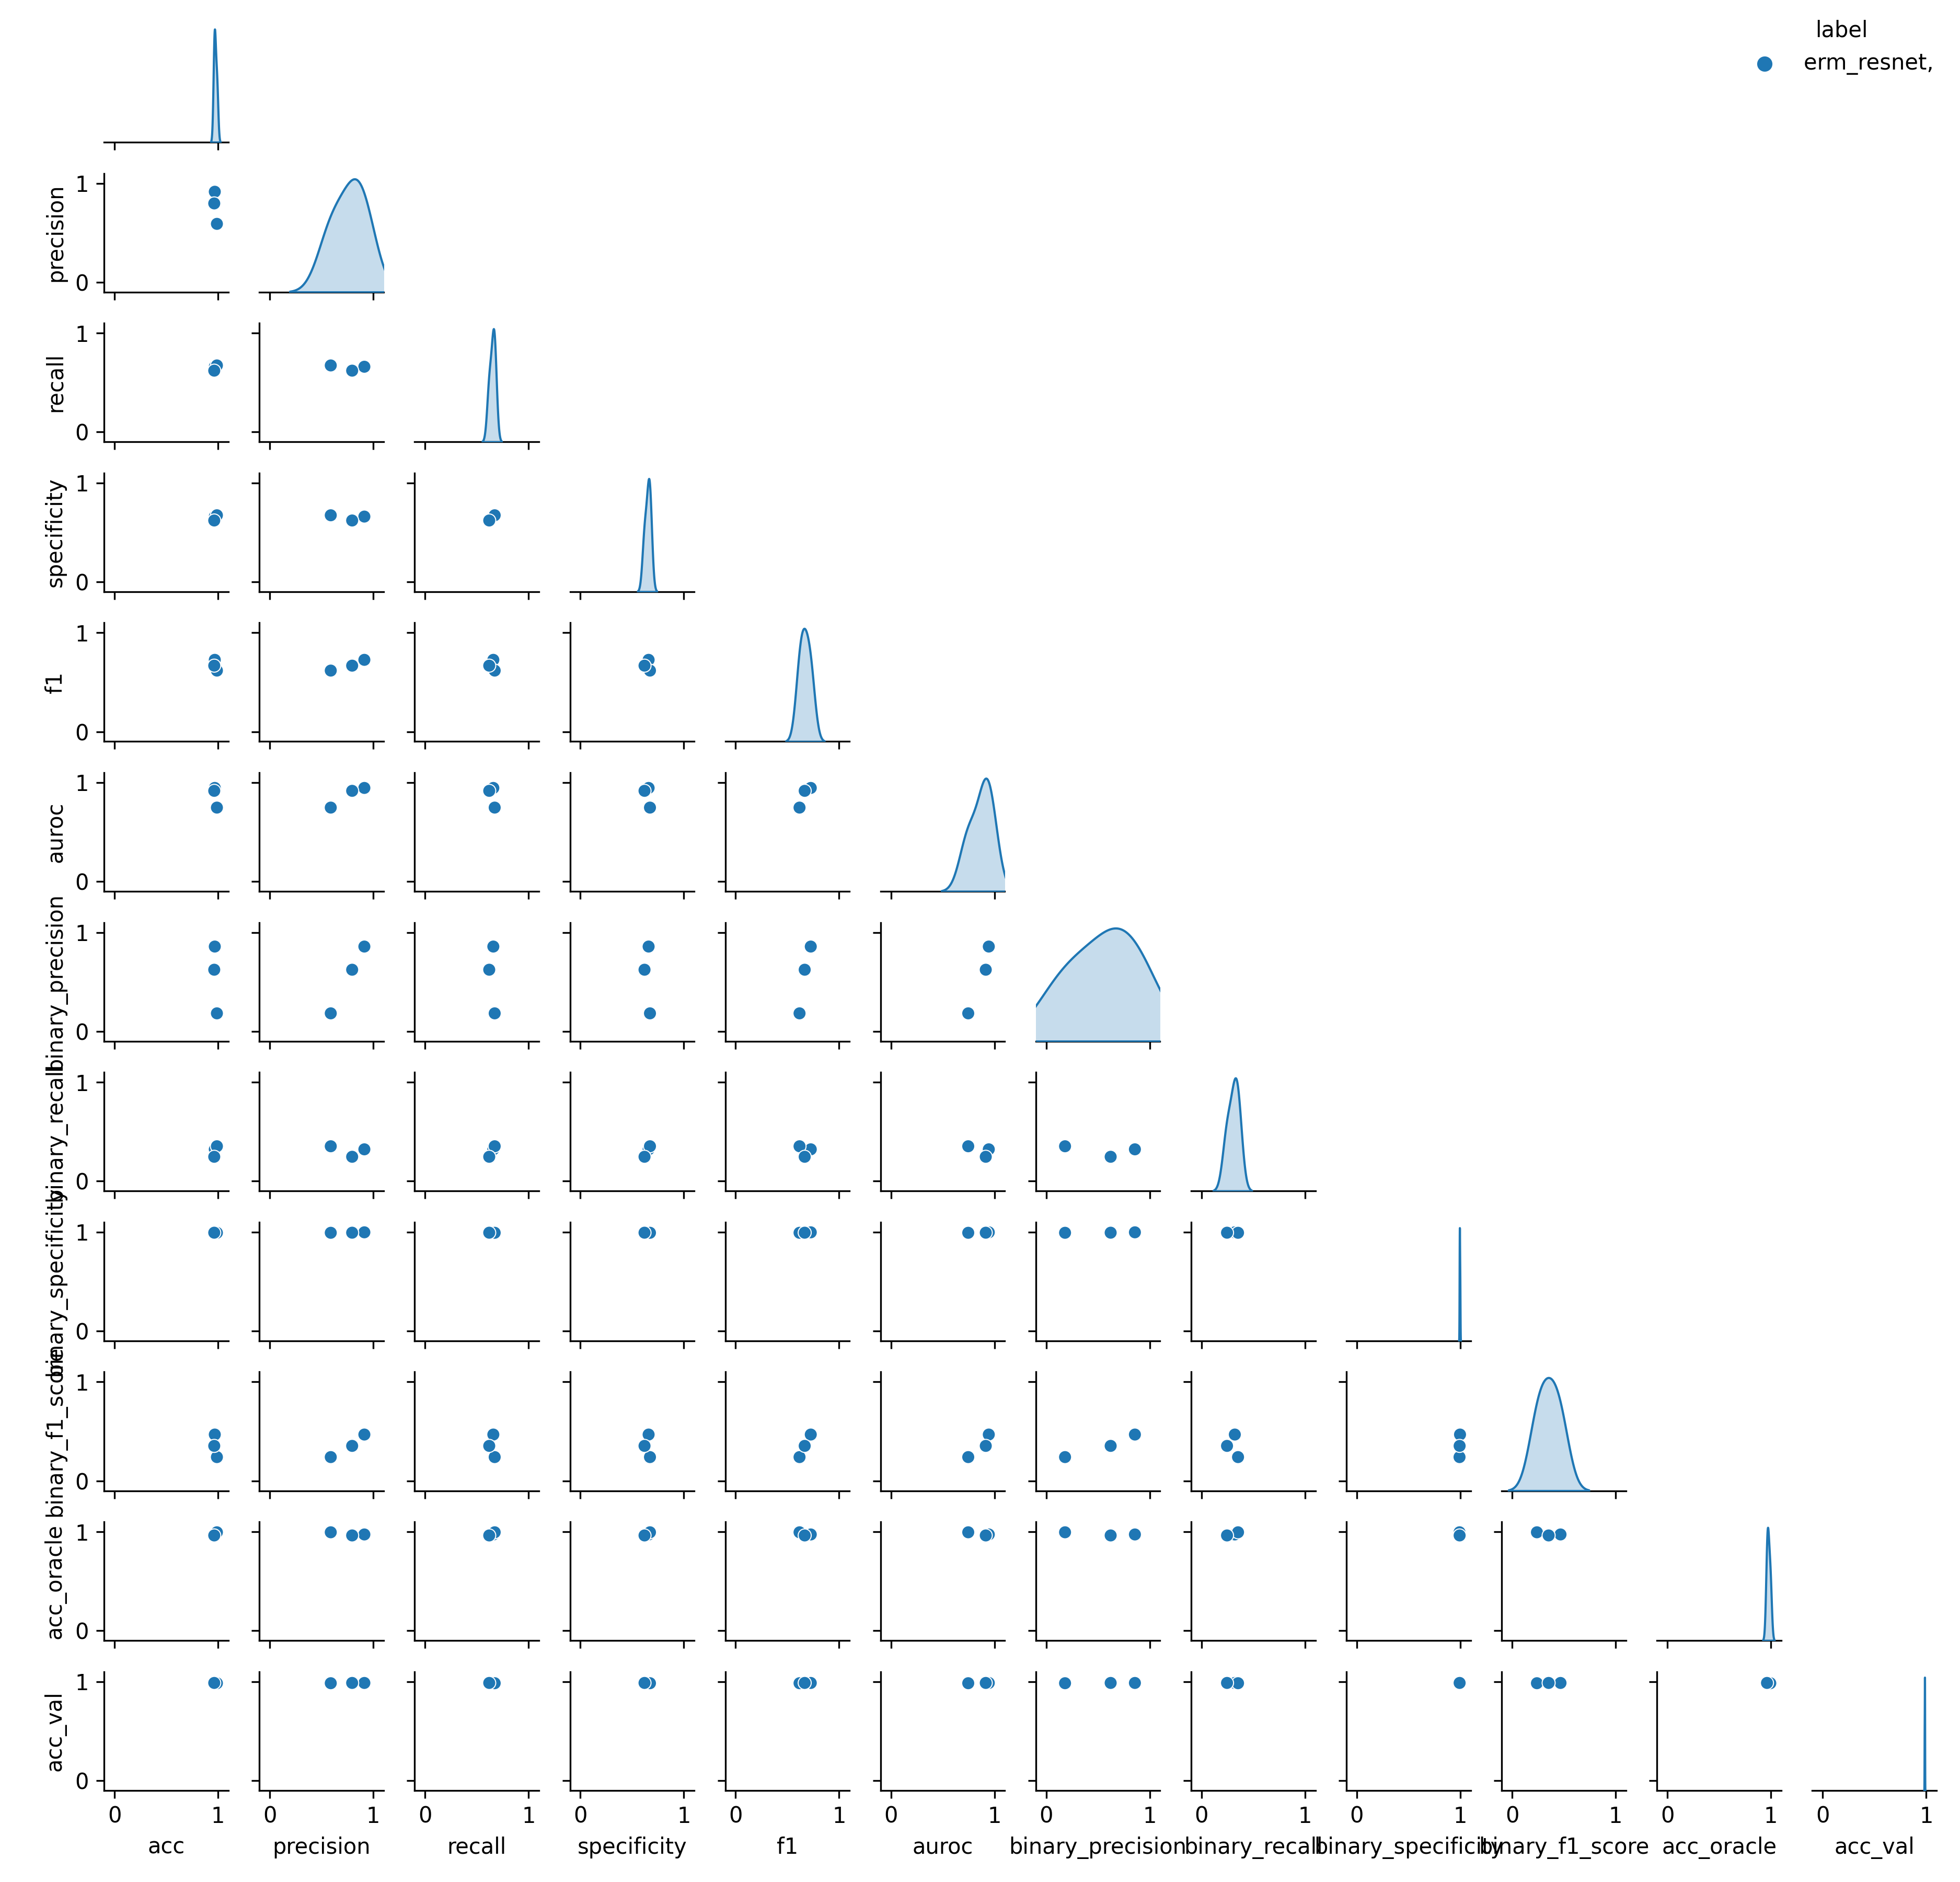 label
erm_resnet,
1
precision
0
1
recall
0
1
specificity
0
1
f1
0
1
auroc
0
1
binary_precision
0
1
binary_recall
0
1
binary_specificity
0
1
binary_f1_score
0
1
acc_oracle
0
1
acc_val
0
0 1 0 1 0 1 0 1 0 1 0 1 0 1 0 1 0 1 0 1 0 1 0 1
acc precision recall specificity f1 auroc binary_precision binary_recall binary_specificity binary_f1_score acc_oracle acc_val